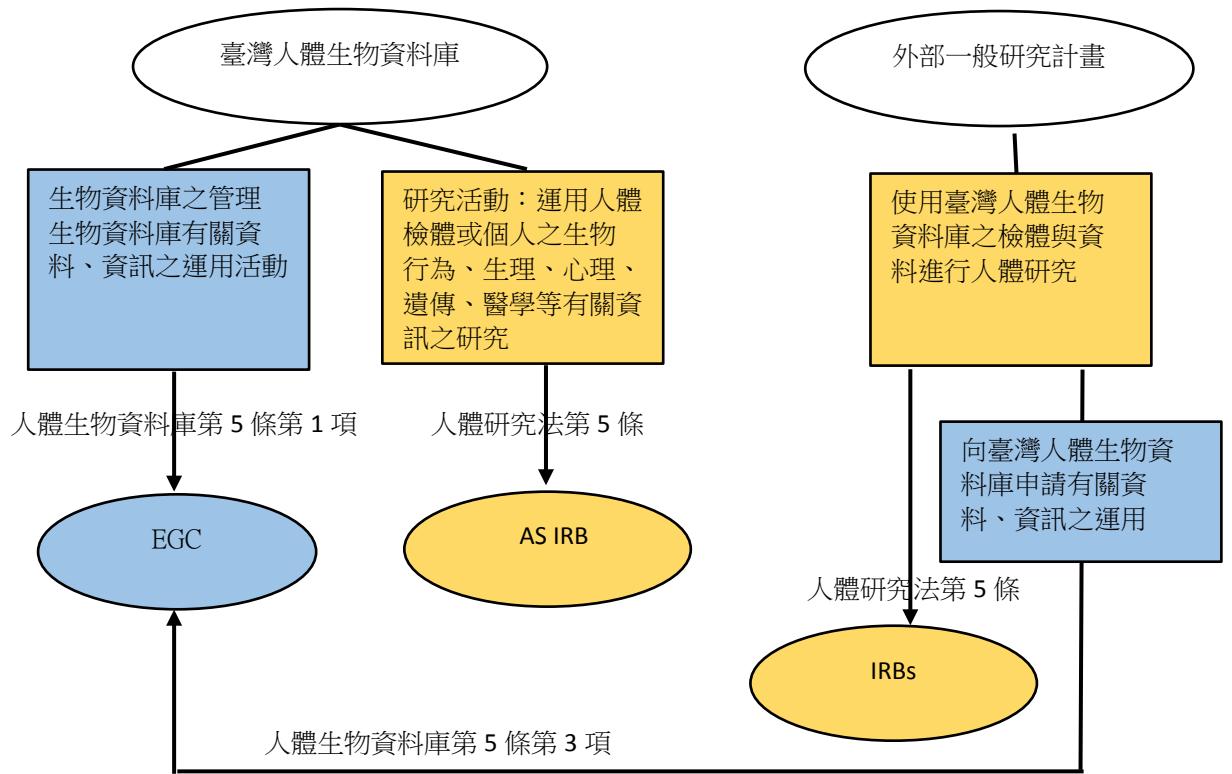 臺灣人體生物資料庫
外部一般研究計畫
生物資料庫之管理
生物資料庫有關資
料、資訊之運用活動
研究活動：運用人體
檢體或個人之生物
行為、生理、心理、
遺傳、醫學等有關資
訊之研究
使用臺灣人體生物
資料庫之檢體與資
料進行人體研究
人體生物資料庫第 5 條第 1 項
人體研究法第 5 條
向臺灣人體生物資
料庫申請有關資
料、資訊之運用
EGC
AS IRB
人體研究法第 5 條
IRBs
人體生物資料庫第 5 條第 3 項